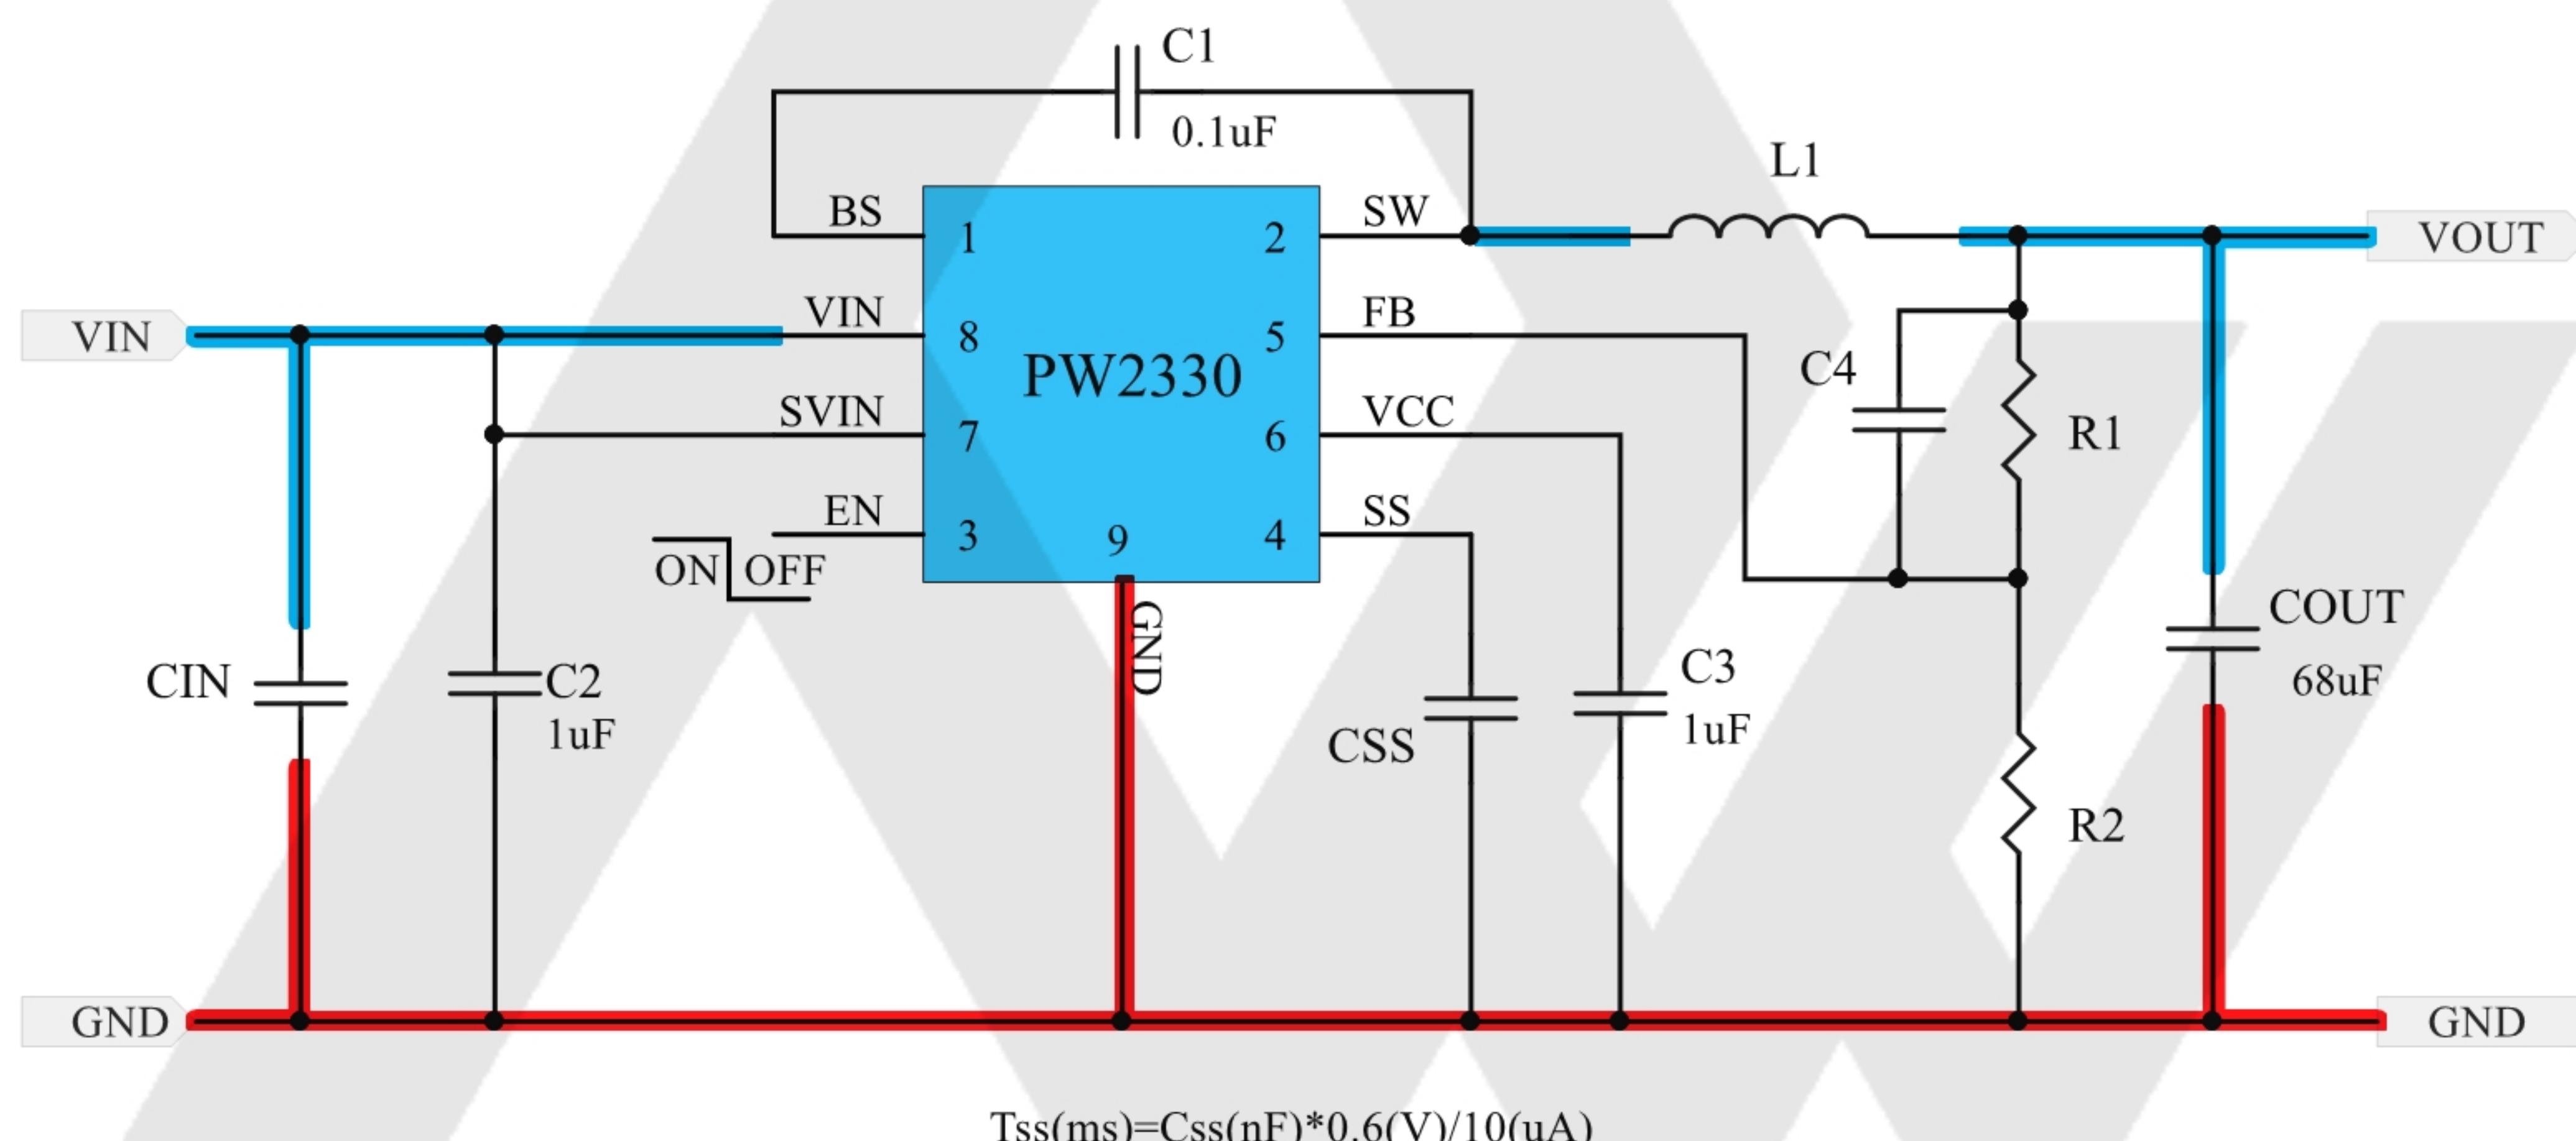 C1
0.1uF
L1
BS
1
2
SW
VOUT
VIN
VIN
8
5
FB
PW2330
C4
SVIN
7
6
VCC
R1
EN
3
9
4
SS
ON
OFF
GND
COUT
68uF
CIN
C2
1uF
C3
1uF
CSS
R2
GND
GND
Tss(ms)=Css(nF)*0.6(V)/10(uA)